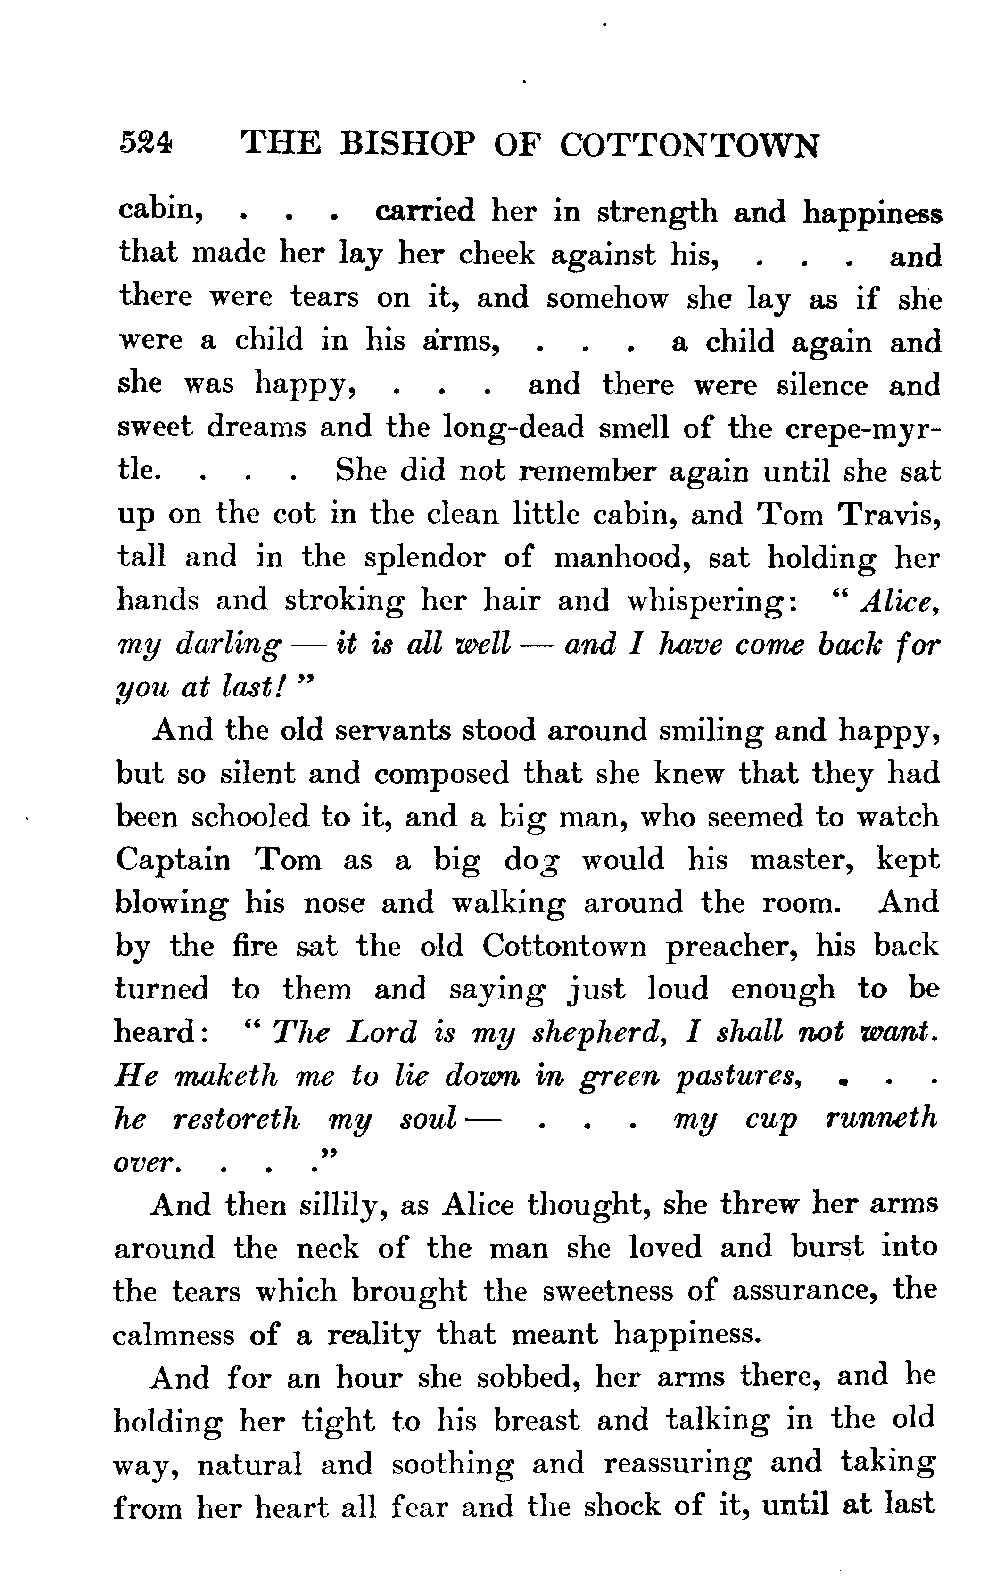 524 THE BISHOP OF COTTONTOWN
cabin, . . . carried her in strength and happiness
that made her lay her cheek against his, . . . and
there were tears on it, and somehow she lay as if she
were a child in his arms, . . . a child again and
she was happy, . . . and there were silence and
sweet dreams and the long-dead smell of the crepe-myr-
tle. . . . She did not remember again until she sat
up on the cot in the clean little cabin, and Tom Travis,
tall and in the splendor of manhood, sat holding her
hands and stroking her hair and whispering: “ Alice,
my darling — it is all well — and I have come back for
you at last! ”
And the old servants stood around smiling and happy,
but so silent and composed that she knew that they had
been schooled to it, and a big man, who seemed to watch
Captain Tom as a big dog would his master, kept
blowing his nose and walking around the room. And
by the fire sat the old Cottontown preacher, his back
turned to them and saying just loud enough to be
heard: “ The Lord is my shepherd, I shall not want.
He maketh me to lie down in green pastures, . . .
he restoreth my soul — . . . my cup runneth
over. . . .”
And then sillily, as Alice thought, she threw her arms
around the neck of the man she loved and burst into
the tears which brought the sweetness of assurance, the
calmness of a reality that meant happiness.
And for an hour she sobbed, her arms there, and he
holding her tight to his breast and talking in the old
way, natural and soothing and reassuring and taking
from her heart all fear and the shock of it, until at last